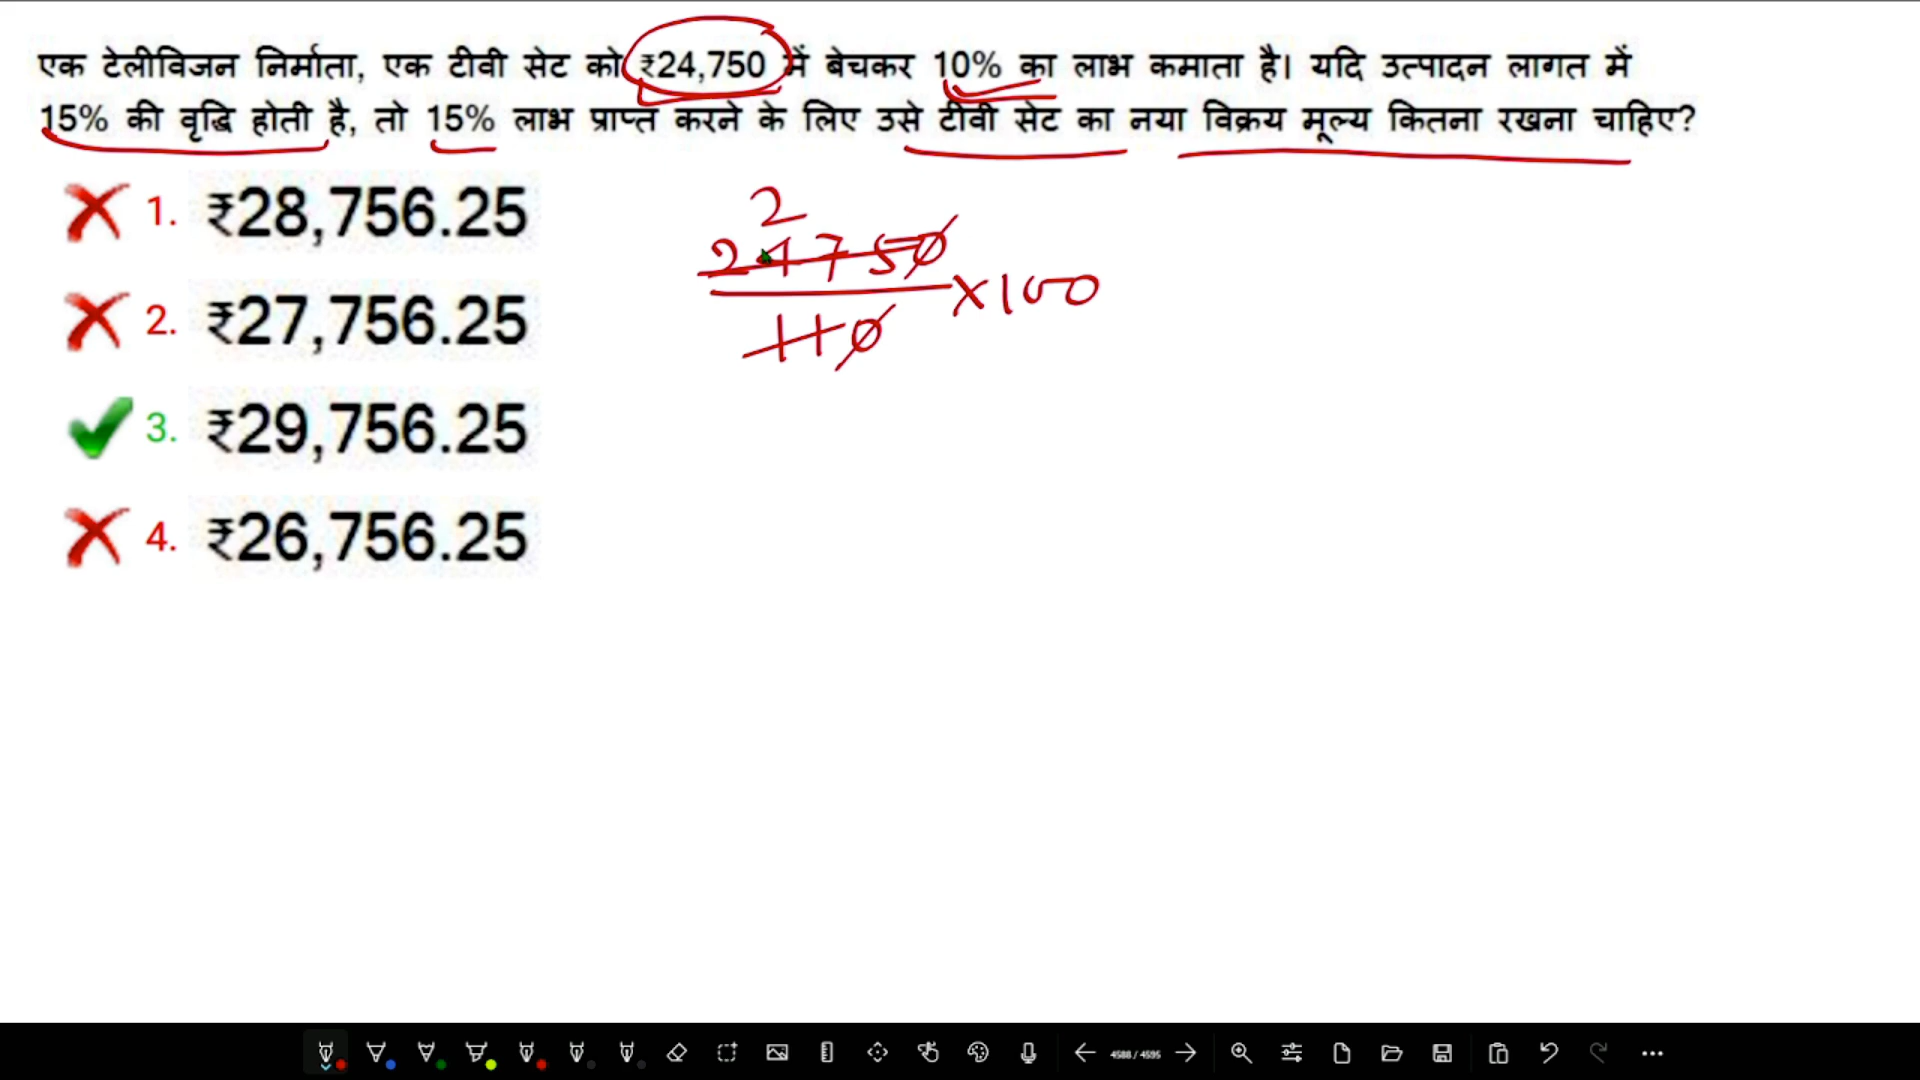 एक टेलीविजन निर्माता, एक टीवी सेट को ₹24,750 में बेचकर 10% का लाभ कमाता है। यदि उत्पादन लागत में
15% की वृद्धि होती है, तो 15% लाभ प्राप्त करने के लिए उसे टीवी सेट का नया विक्रय मूल्य कितना रखना चाहिए?
1. ₹28,756.25
2. ₹27,756.25
3. ₹29,756.25
4. ₹26,756.25
2
24750
110
×100
4588 / 4595